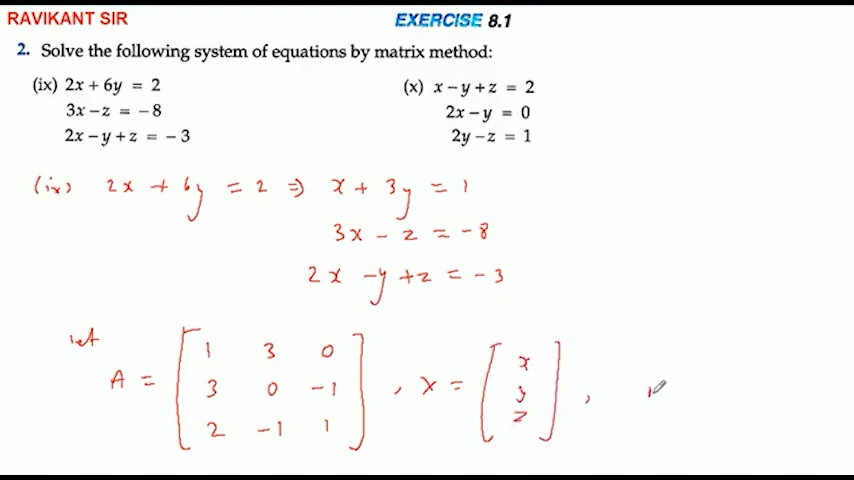 RAVIKANT SIR
EXERCISE 8.1
2. Solve the following system of equations by matrix method:
(ix) 2x + 6y = 2
3x – z = – 8
2x – y + z = – 3
(x) x – y + z = 2
2x – y = 0
2y – z = 1
(ix) 2x + 6y = 2 ⇒ x + 3y = 1
3x - z = -8
2x - y + z = -3
let
A = [ 1 3 0
3 0 -1
2 -1 1 ] , X = [ x
y
z ] ,